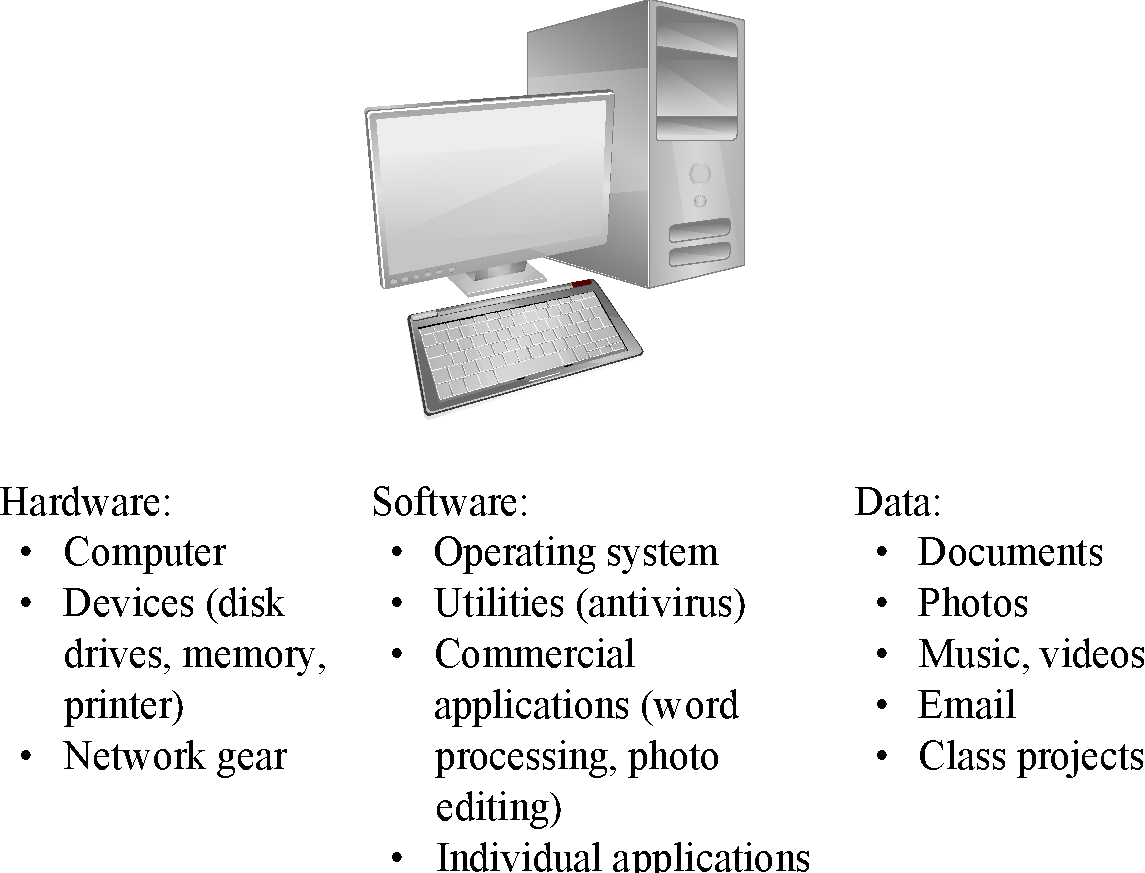 Hardware:
• Computer
• Devices (disk
drives, memory,
printer)
• Network gear
Software:
• Operating system
• Utilities (antivirus)
• Commercial
applications (word
processing, photo
editing)
• Individual applications
Data:
• Documents
• Photos
• Music, videos
• Email
• Class projects